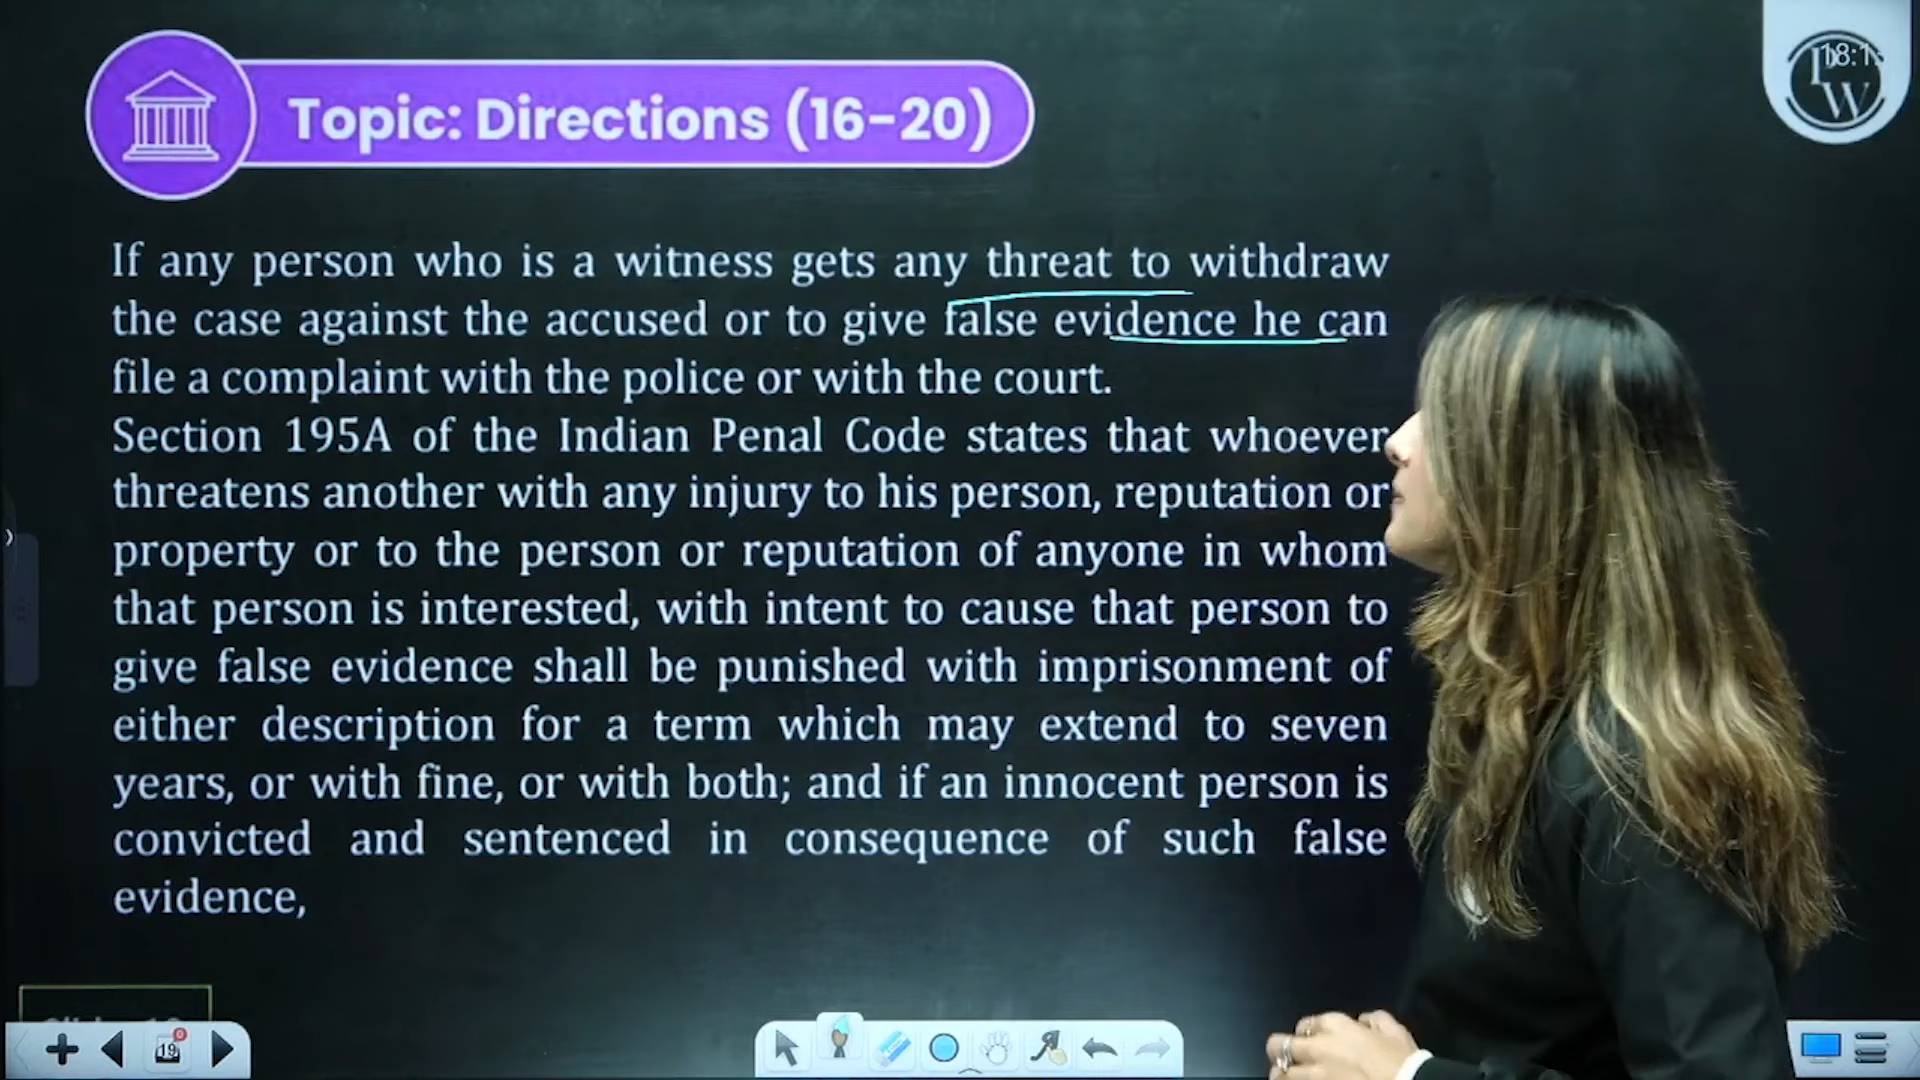 Topic: Directions (16-20)
If any person who is a witness gets any threat to withdraw
the case against the accused or to give false evidence he can
file a complaint with the police or with the court.
Section 195A of the Indian Penal Code states that whoever
threatens another with any injury to his person, reputation or
property or to the person or reputation of anyone in whom
that person is interested, with intent to cause that person to
give false evidence shall be punished with imprisonment of
either description for a term which may extend to seven
years, or with fine, or with both; and if an innocent person is
convicted and sentenced in consequence of such false
evidence,
PW
19
0